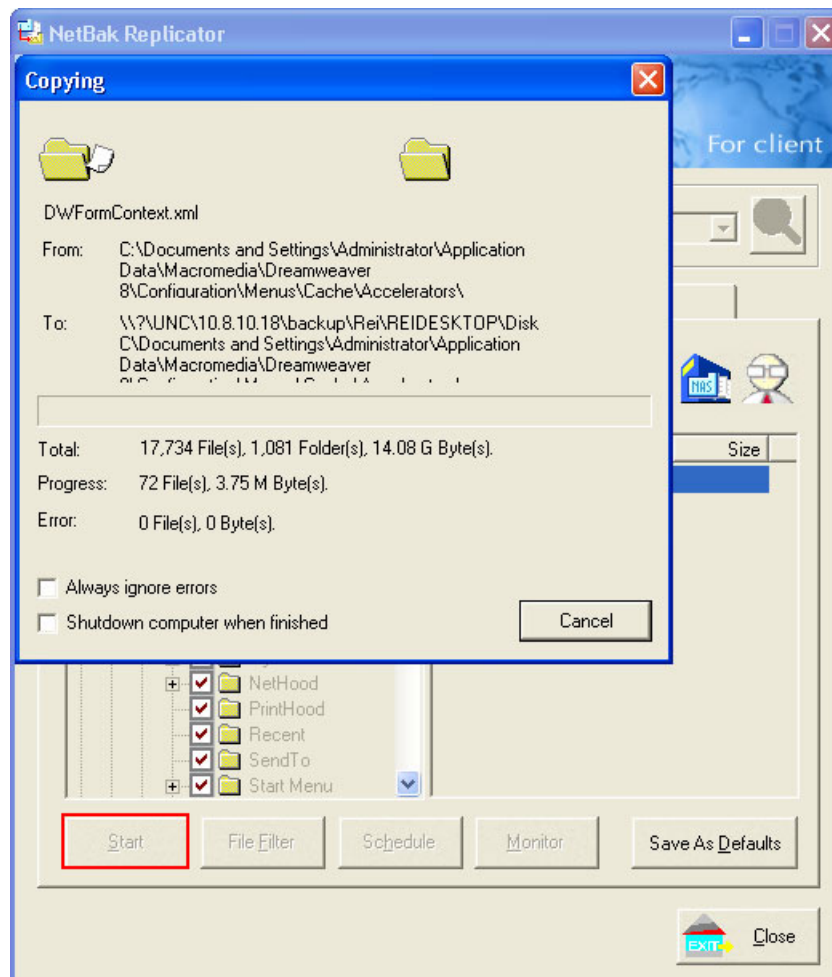 NetBak Replicator
Copying
For client
DWFormContext.xml
From: C:\Documents and Settings\Administrator\Application
Data\Macromedia\Dreamweaver
8\Configuration\Menus\Cache\Accelerators\
To: \\?\UNC\10.8.10.18\backup\Rei\REIDESKTOP\Disk
C\Documents and Settings\Administrator\Application
Data\Macromedia\Dreamweaver
NAS
Total: 17,734 File(s), 1,081 Folder(s), 14.08 G Byte(s).
Size
Progress: 72 File(s), 3.75 M Byte(s).
Error: 0 File(s), 0 Byte(s).
Always ignore errors
Shutdown computer when finished
Cancel
NetHood
PrintHood
Recent
SendTo
Start Menu
Start
File Filter
Schedule
Monitor
Save As Defaults
EXIT
Close